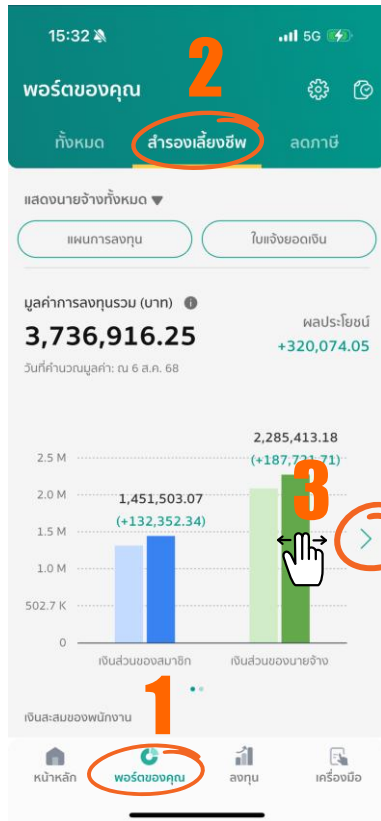 15:32 5G
2
พอร์ตของคุณ
ทั้งหมด สำรองเลี้ยงชีพ ลดภาษี
แสดงนายจ้างทั้งหมด ▼
แผนการลงทุน ใบแจ้งยอดเงิน
มูลค่าการลงทุนรวม (บาท)
3,736,916.25
วันที่คำนวณมูลค่า: ณ 6 ส.ค. 68
ผลประโยชน์
+320,074.05
2,285,413.18
(+187,721.71)
1,451,503.07
(+132,352.34)
2.5 M
2.0 M
1.5 M
1.0 M
502.7 K
0
3
เงินส่วนของสมาชิก เงินส่วนของนายจ้าง
เงินสะสมของพนักงาน
1
หน้าหลัก พอร์ตของคุณ ลงทุน เครื่องมือ